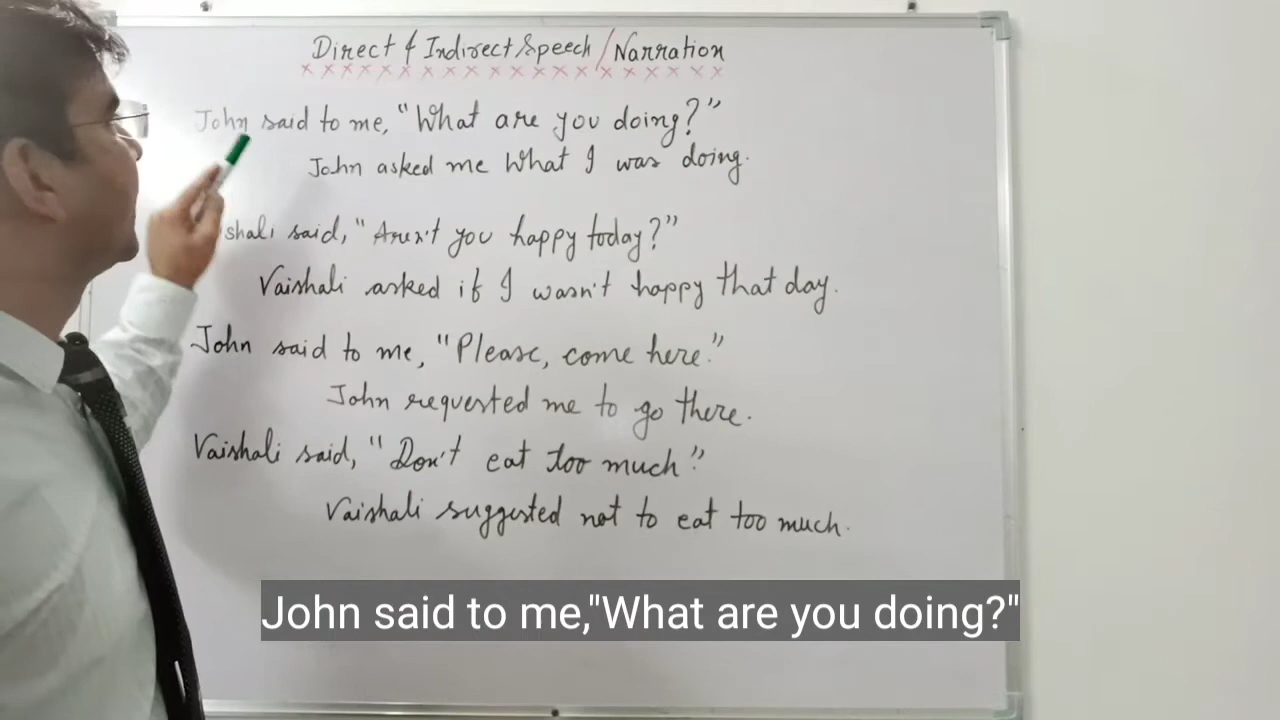 Direct & Indirect Speech/Narration
John said to me, "What are you doing?"
John asked me what I was doing.
shali said, "Aren't you happy today?"
Vaishali asked if I wasn't happy that day.
John said to me, "Please, come here."
John requested me to go there.
Vaishali said, "Don't eat too much."
Vaishali suggested not to eat too much.
John said to me,"What are you doing?"